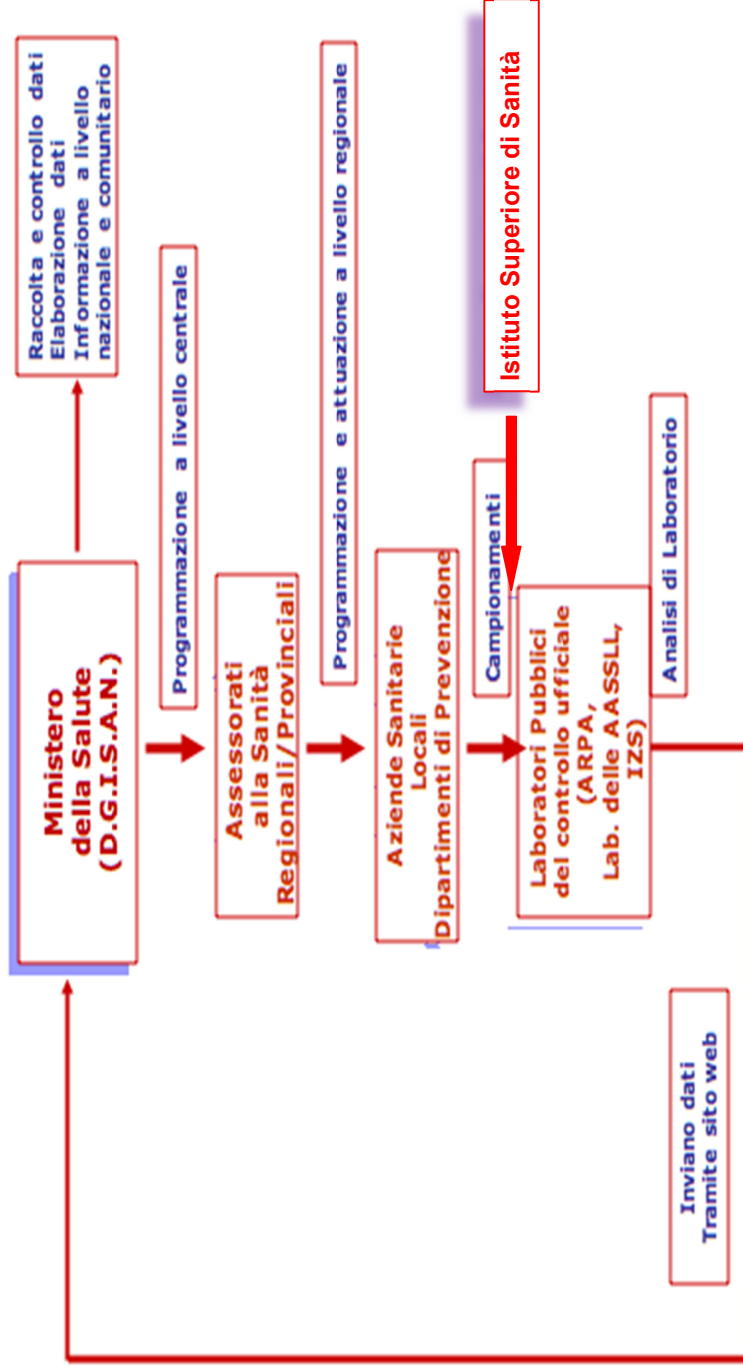 Raccolta e controllo dati
Elaborazione dati
Informazione a livello
nazionale e comunitario
Ministero
della Salute
(D.G.I.S.A.N.)
Programmazione a livello centrale
Assessorati
alla Sanità
Regionali/Provinciali
Programmazione e attuazione a livello regionale
Aziende Sanitarie
Locali
Dipartimenti di Prevenzione
Campionamenti
Istituto Superiore di Sanità
Laboratori Pubblici
del controllo ufficiale
(ARPA,
Lab. delle AASSLL,
IZS)
Analisi di Laboratorio
Inviano dati
Tramite sito web